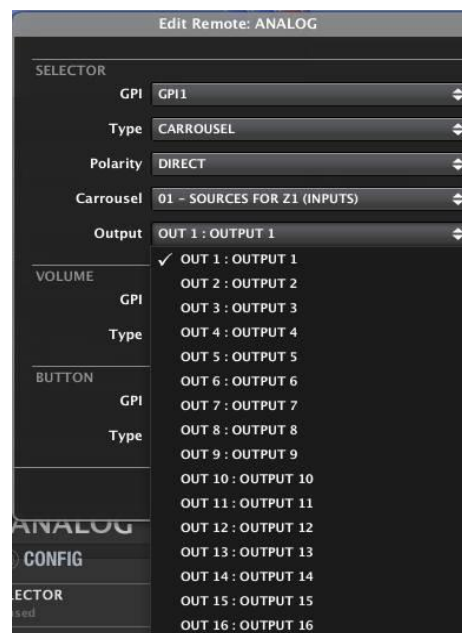 Edit Remote: ANALOG
SELECTOR
GPI GPI1
Type CARROUSEL
Polarity DIRECT
Carrousel 01 – SOURCES FOR Z1 (INPUTS)
Output OUT 1 : OUTPUT 1
✓ OUT 1 : OUTPUT 1
OUT 2 : OUTPUT 2
VOLUME
OUT 3 : OUTPUT 3
GPI
OUT 4 : OUTPUT 4
Type
OUT 5 : OUTPUT 5
BUTTON
OUT 6 : OUTPUT 6
GPI
OUT 7 : OUTPUT 7
Type
OUT 8 : OUTPUT 8
OUT 9 : OUTPUT 9
OUT 10 : OUTPUT 10
OUT 11 : OUTPUT 11
ANALOG
OUT 12 : OUTPUT 12
CONFIG
OUT 13 : OUTPUT 13
OUT 14 : OUTPUT 14
ECTOR
OUT 15 : OUTPUT 15
sed
OUT 16 : OUTPUT 16